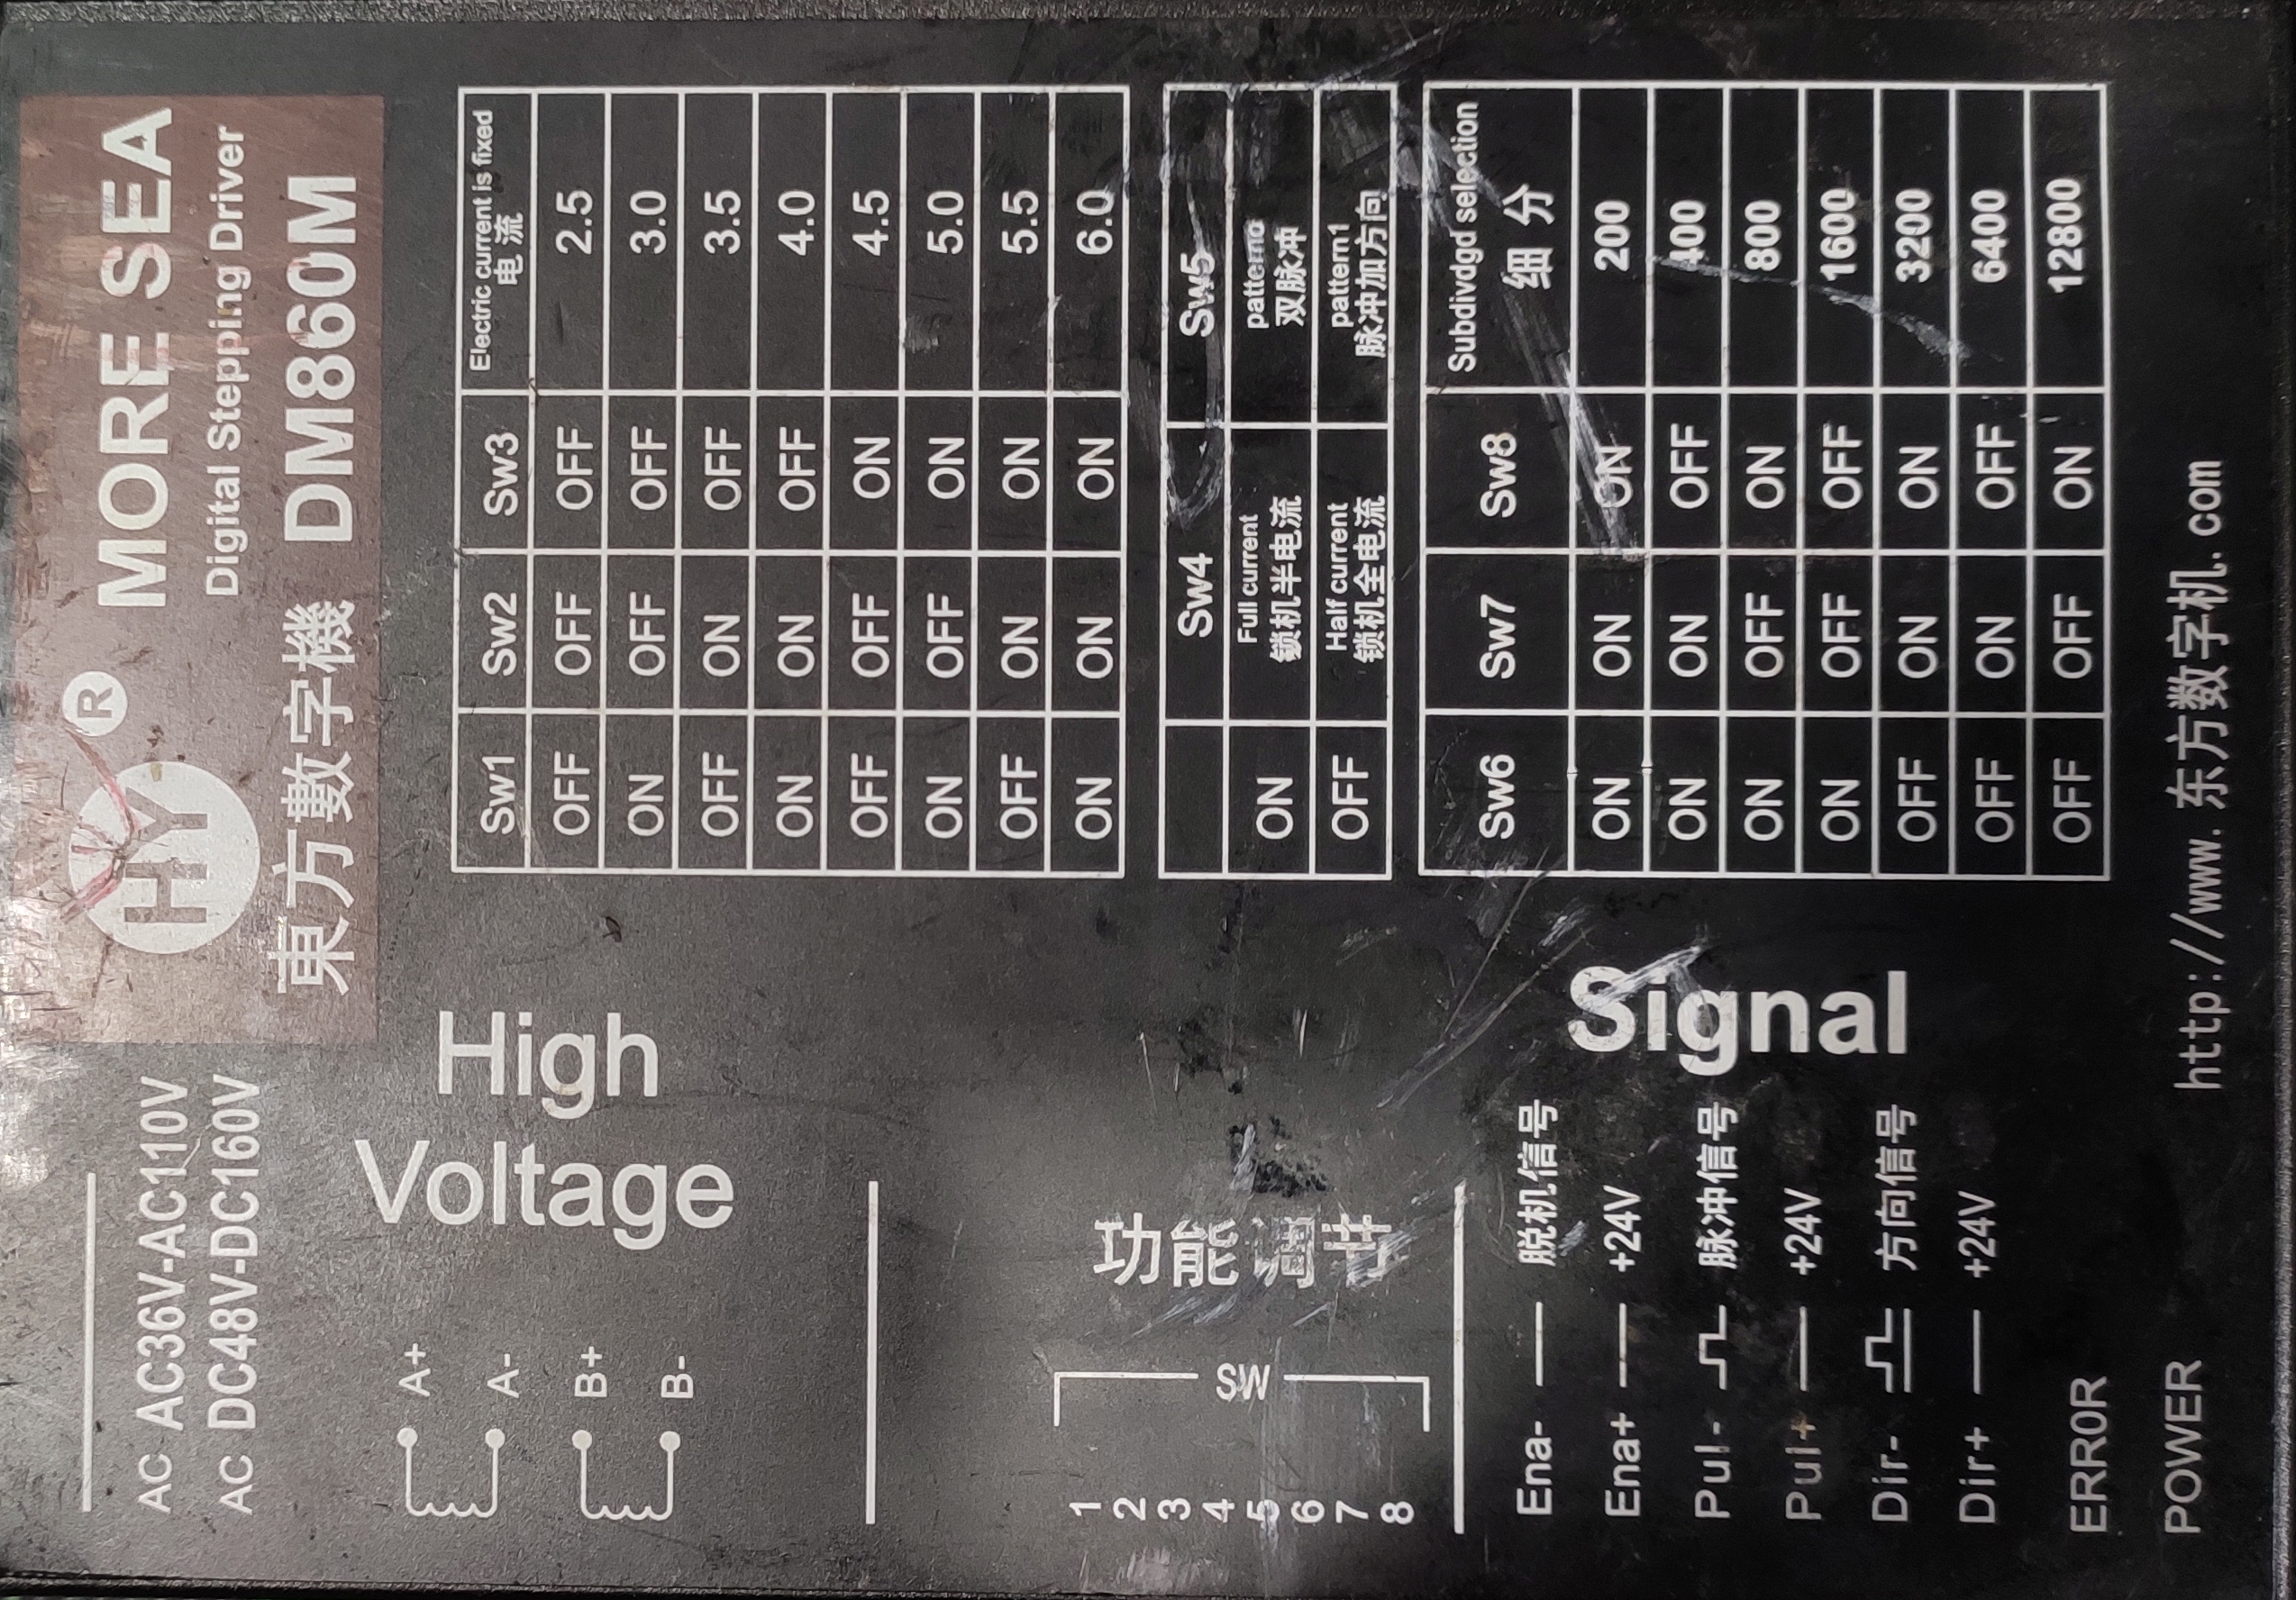 HY ® MORE SEA
Digital Stepping Driver
東方數字機 DM860M
AC AC36V-AC110V
AC DC48V-DC160V
High
Voltage
A+
A-
B+
B-
Sw1 Sw2 Sw3 Electric current is fixed
电 流
OFF OFF OFF 2.5
ON OFF OFF 3.0
OFF ON OFF 3.5
ON ON OFF 4.0
OFF OFF ON 4.5
ON OFF ON 5.0
OFF ON ON 5.5
ON ON ON 6.0
功能调节
SW
1
2
3
4
5
6
7
8
Sw4 Sw5
ON Full current patterno
锁机半电流 双脉冲
OFF Half current pattern1
锁机全电流 脉冲加方向
Sw6 Sw7 Sw8 Subdivdgd selection
细 分
ON ON ON 200
ON ON OFF 400
ON OFF ON 800
ON OFF OFF 1600
OFF ON ON 3200
OFF ON OFF 6400
OFF OFF ON 12800
Signal
Ena- 脱机信号
Ena+ +24V
Pul- 脉冲信号
Pul+ +24V
Dir- 方向信号
Dir+ +24V
ERROR
POWER
http://www.东方数字机.com